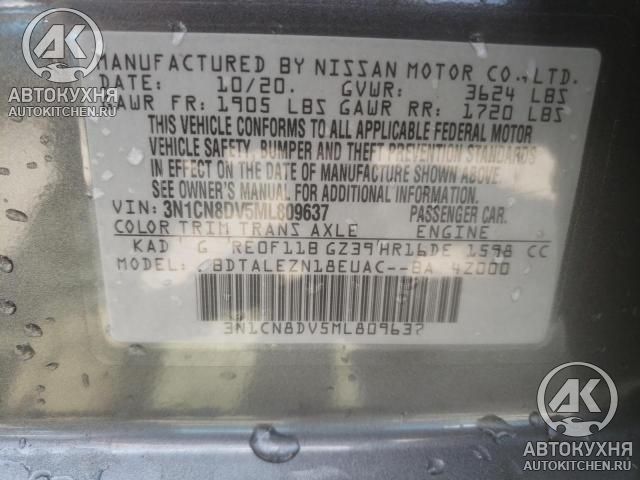 MANUFACTURED BY NISSAN MOTOR CO.,LTD.
DATE: 10/20. GVWR: 3624 LBS
GAWR FR: 1905 LBS GAWR RR: 1720 LBS
THIS VEHICLE CONFORMS TO ALL APPLICABLE FEDERAL MOTOR
VEHICLE SAFETY, BUMPER AND THEFT PREVENTION STANDARDS
IN EFFECT ON THE DATE OF MANUFACTURE SHOWN ABOVE.
SEE OWNER'S MANUAL FOR ADDITIONAL INFORMATION.
VIN: 3N1CN8DV5ML809637 PASSENGER CAR.
COLOR TRIM TRANS AXLE ENGINE
KAD G RE0F11B GZ39 HR16DE 1598 CC
MODEL: BDTALEZN18EUAC--BA 4Z000
3N1CN8DV5ML809637
АК
АВТОКУХНЯ
AUTOKITCHEN.RU
АК
АВТОКУХНЯ
AUTOKITCHEN.RU